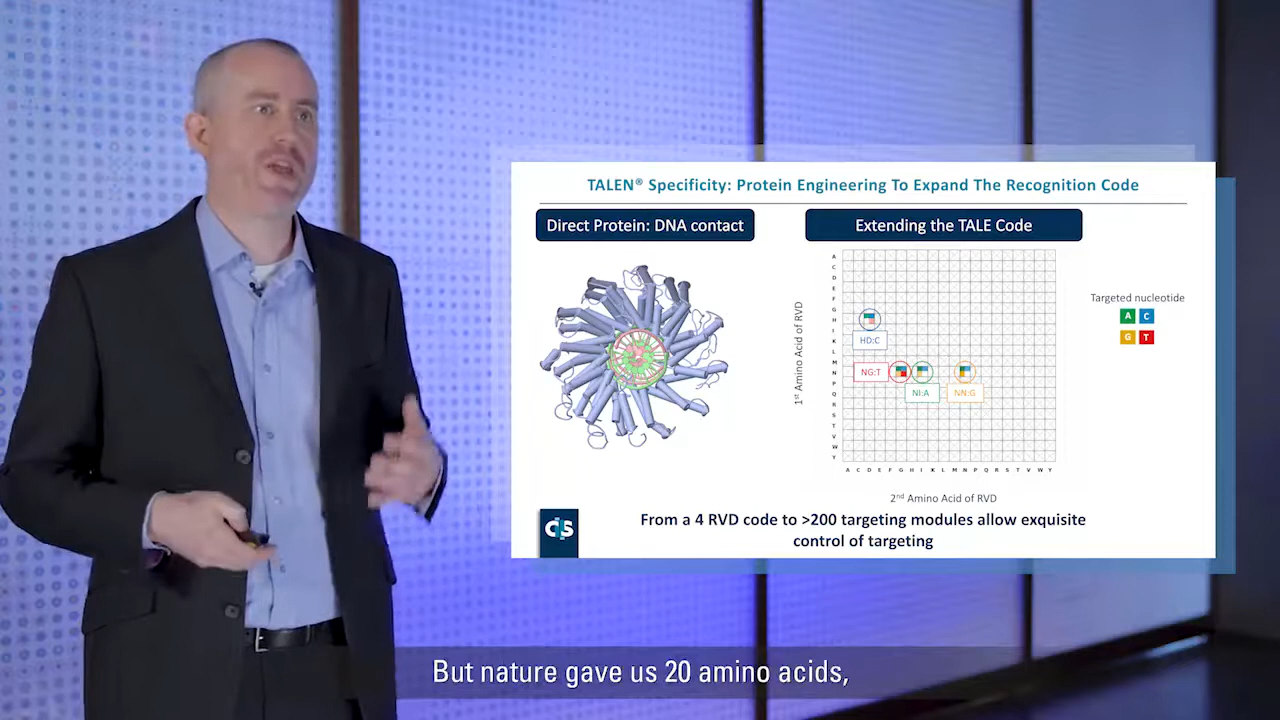 TALEN® Specificity: Protein Engineering To Expand The Recognition Code
Direct Protein: DNA contact
Extending the TALE Code
1st Amino Acid of RVD
A
C
D
E
F
G
H
I
K
L
M
N
P
Q
R
S
T
V
W
Y
HD:C
NG:T
NI:A
NN:G
A C D E F G H I K L M N P Q R S T V W Y
2nd Amino Acid of RVD
Targeted nucleotide
A C
G T
From a 4 RVD code to >200 targeting modules allow exquisite
control of targeting
CiS
But nature gave us 20 amino acids,